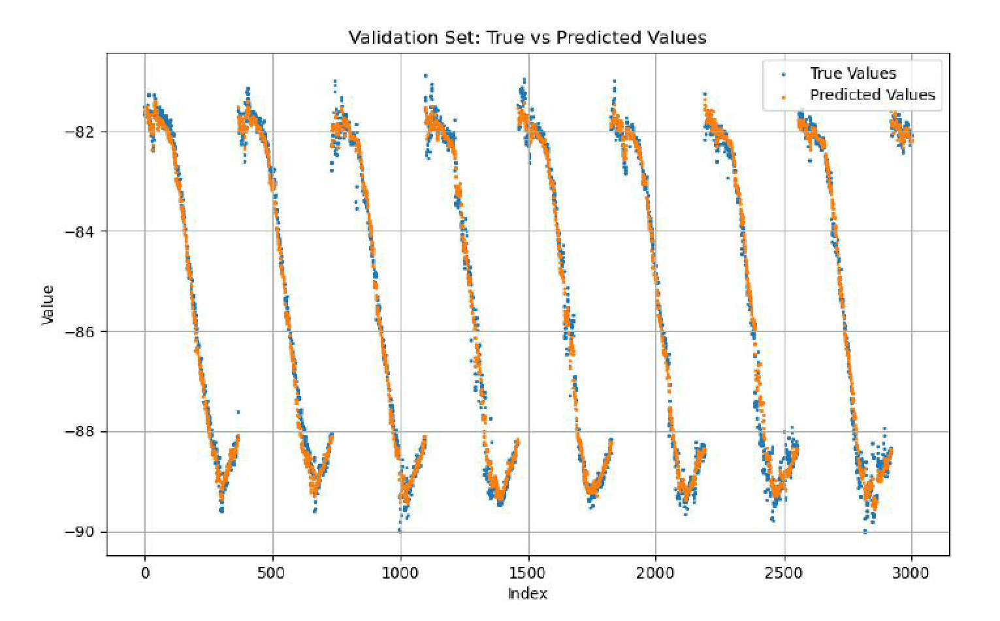 Validation Set: True vs Predicted Values
True Values
Predicted Values
Value
−82
−84
−86
−88
−90
0
500
1000
1500
2000
2500
3000
Index